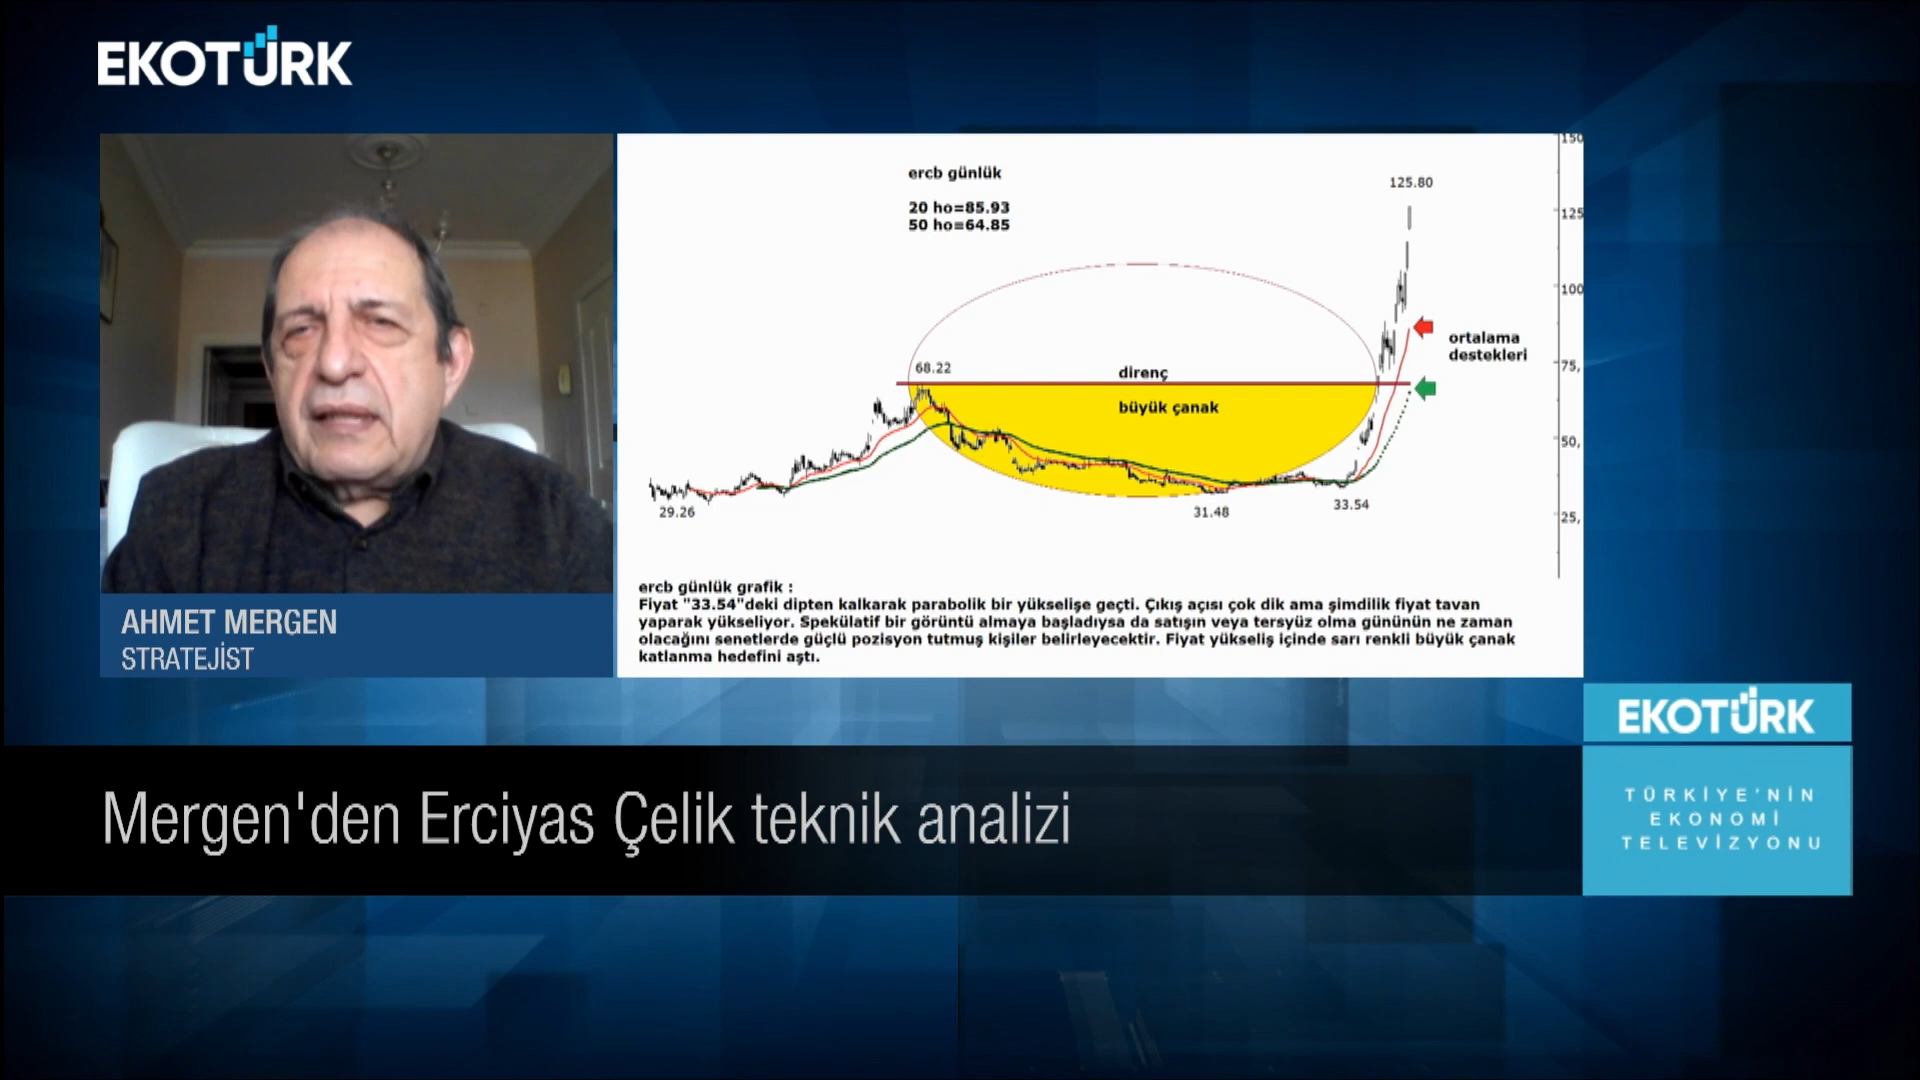 EKOTÜRK
ercb günlük
20 ho=85.93
50 ho=64.85
125.80
150
125
100
75,
50,
25,
68.22
direnç
büyük çanak
ortalama
destekleri
29.26
31.48
33.54
ercb günlük grafik :
Fiyat "33.54"deki dipten kalkarak parabolik bir yükselişe geçti. Çıkış açısı çok dik ama şimdilik fiyat tavan
yaparak yükseliyor. Spekülatif bir görüntü almaya başladıysa da satışın veya tersyüz olma gününün ne zaman
olacağını senetlerde güçlü pozisyon tutmuş kişiler belirleyecektir. Fiyat yükseliş içinde sarı renkli büyük çanak
katlanma hedefini aştı.
AHMET MERGEN
STRATEJİST
EKOTÜRK
TÜRKİYE'NİN
EKONOMİ
TELEVİZYONU
Mergen'den Erciyas Çelik teknik analizi